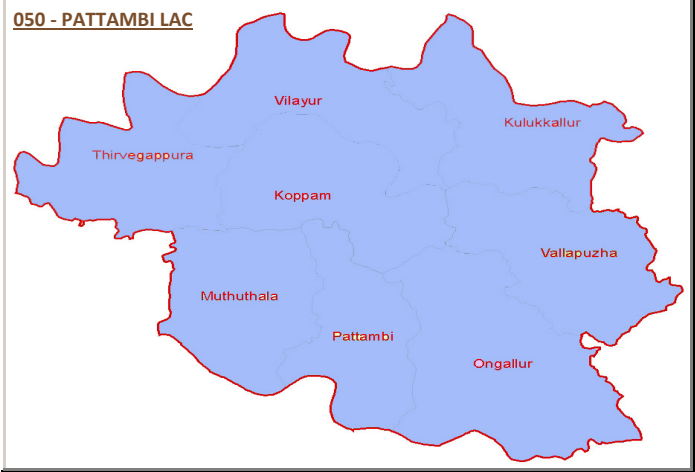 050 - PATTAMBI LAC
Vilayur
Kulukkallur
Thirvegappura
Koppam
Vallapuzha
Muthuthala
Pattambi
Ongallur